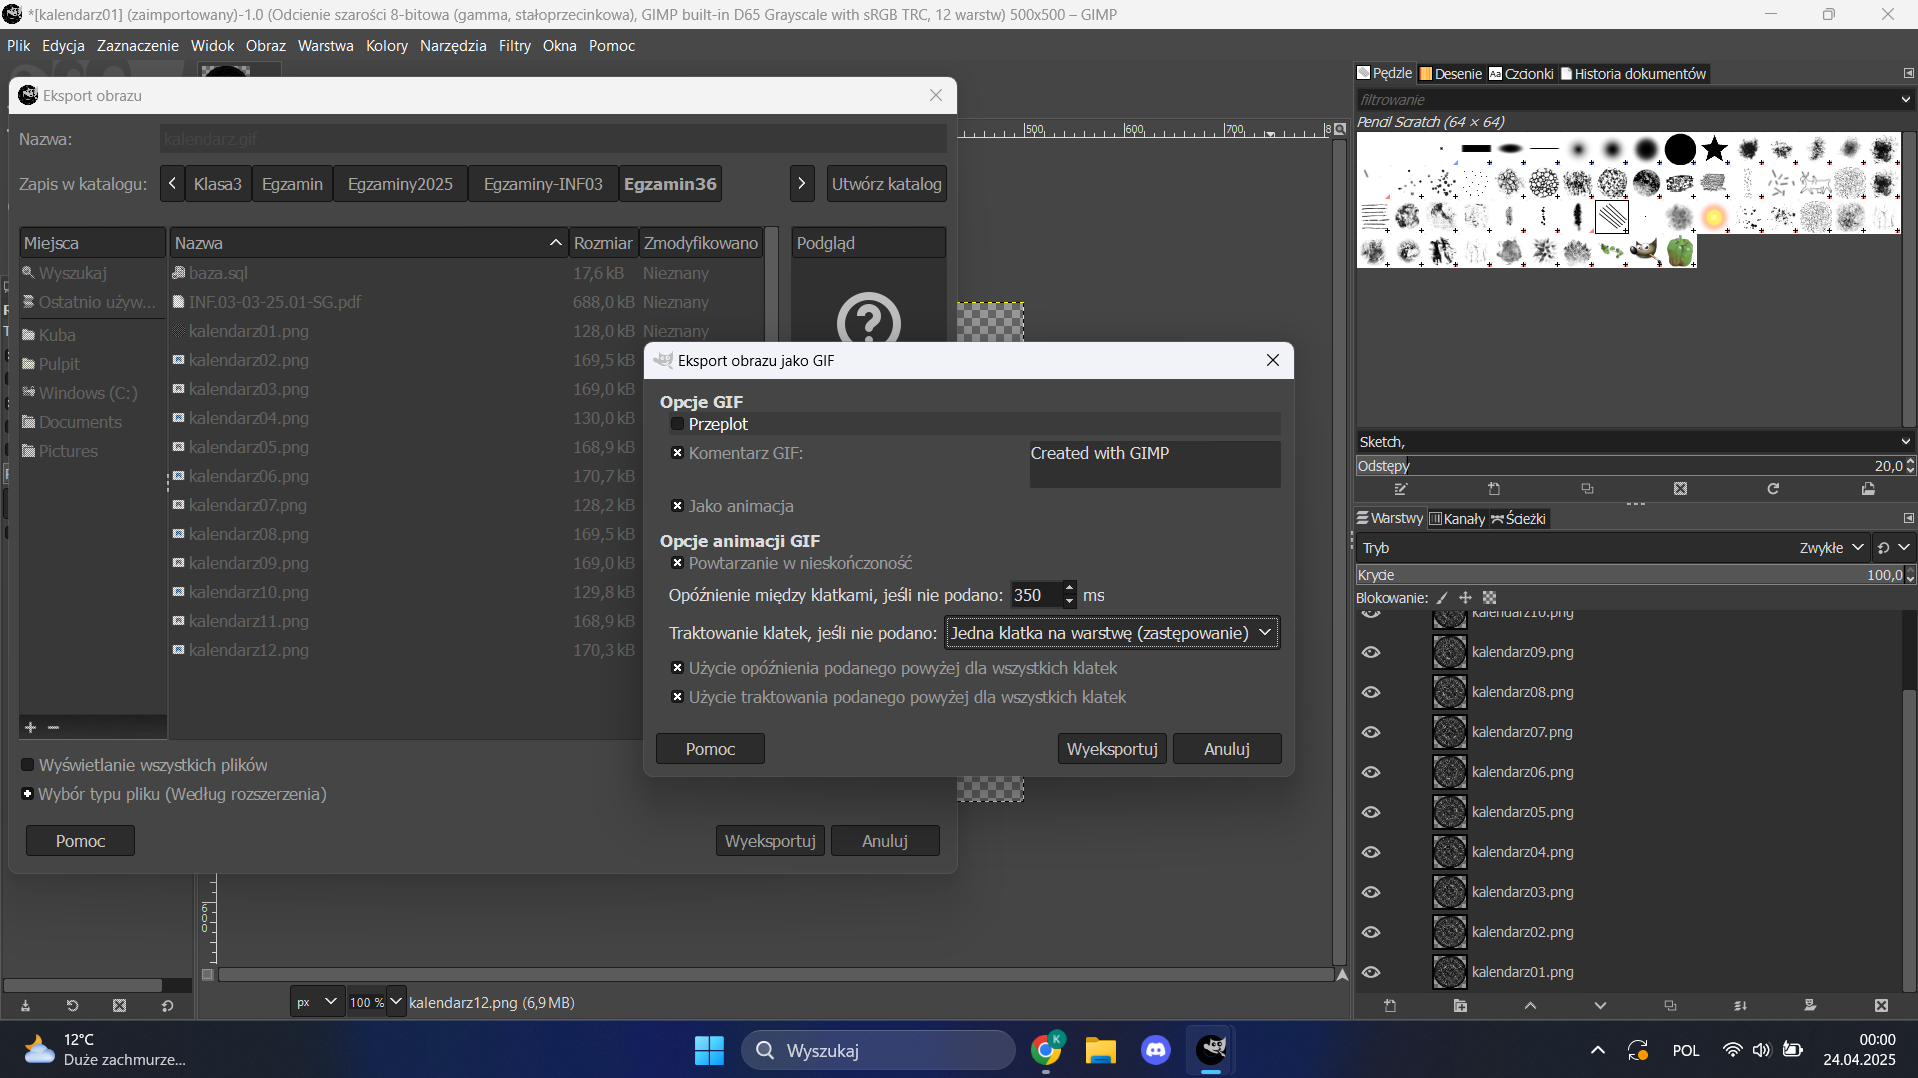 *[kalendarz01] (zaimportowany)-1.0 (Odcienie szarości 8-bitowa (gamma, stałoprzecinkowa), GIMP built-in D65 Grayscale with sRGB TRC, 12 warstw) 500x500 – GIMP
Plik Edycja Zaznaczenie Widok Obraz Warstwa Kolory Narzędzia Filtry Okna Pomoc
Eksport obrazu
Nazwa: kalendarz.gif
Zapis w katalogu: Klasa3 Egzamin Egzaminy2025 Egzaminy-INF03 Egzamin36 Utwórz katalog
Miejsca
Wyszukaj
Ostatnio używ...
Kuba
Pulpit
Windows (C:)
Documents
Pictures
Nazwa Rozmiar Zmodyfikowano
baza.sql 17,6 kB Nieznany
INF.03-03-25.01-SG.pdf 688,0 kB Nieznany
kalendarz01.png 128,0 kB Nieznany
kalendarz02.png 169,5 kB
kalendarz03.png 169,0 kB
kalendarz04.png 130,0 kB
kalendarz05.png 168,9 kB
kalendarz06.png 170,7 kB
kalendarz07.png 128,2 kB
kalendarz08.png 169,5 kB
kalendarz09.png 169,0 kB
kalendarz10.png 129,8 kB
kalendarz11.png 168,9 kB
kalendarz12.png 170,3 kB
Podgląd
Wyświetlanie wszystkich plików
Wybór typu pliku (Według rozszerzenia)
Pomoc Wyeksportuj Anuluj
Eksport obrazu jako GIF
Opcje GIF
Przeplot
Komentarz GIF: Created with GIMP
Jako animacja
Opcje animacji GIF
Powtarzanie w nieskończoność
Opóźnienie między klatkami, jeśli nie podano: 350 ms
Traktowanie klatek, jeśli nie podano: Jedna klatka na warstwę (zastępowanie)
Użycie opóźnienia podanego powyżej dla wszystkich klatek
Użycie traktowania podanego powyżej dla wszystkich klatek
Pomoc Wyeksportuj Anuluj
500 600 700 8
600
px 100 % kalendarz12.png (6,9 MB)
Pędzle Desenie Aa Czcionki Historia dokumentów
filtrowanie
Pencil Scratch (64 × 64)
Sketch,
Odstępy 20,0
Warstwy Kanały Ścieżki
Tryb Zwykłe
Krycie 100,0
Blokowanie:
kalendarz10.png
kalendarz09.png
kalendarz08.png
kalendarz07.png
kalendarz06.png
kalendarz05.png
kalendarz04.png
kalendarz03.png
kalendarz02.png
kalendarz01.png
12°C
Duże zachmurze...
Wyszukaj
K
POL
00:00
24.04.2025